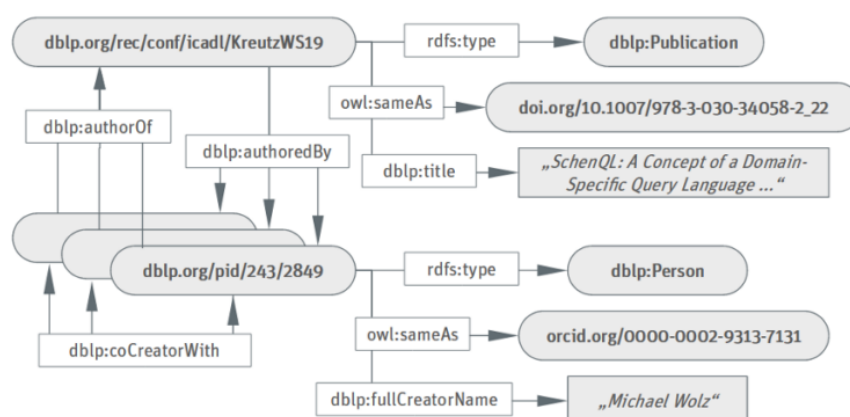 dblp.org/rec/conf/icadl/KreutzWS19
rdfs:type
dblp:Publication
owl:sameAs
doi.org/10.1007/978-3-030-34058-2_22
dblp:authorOf
dblp:authoredBy
dblp:title
„SchenQL: A Concept of a Domain-
Specific Query Language ...“
dblp.org/pid/243/2849
rdfs:type
dblp:Person
owl:sameAs
orcid.org/0000-0002-9313-7131
dblp:coCreatorWith
dblp:fullCreatorName
„Michael Wolz“